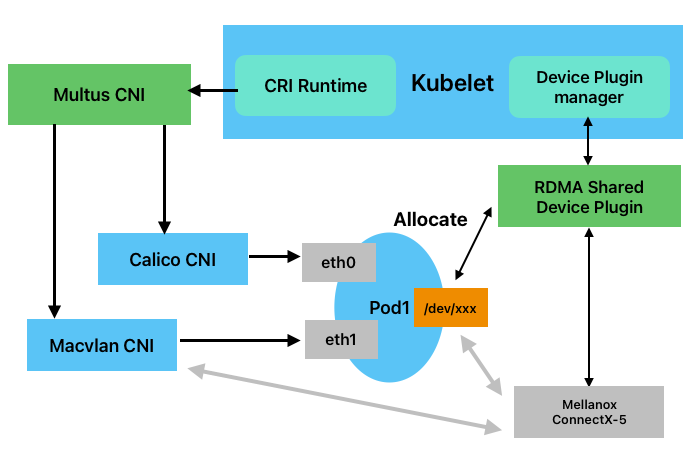 CRI Runtime
Kubelet
Device Plugin
manager
Multus CNI
RDMA Shared
Device Plugin
Allocate
Calico CNI
eth0
Pod1
/dev/xxx
Macvlan CNI
eth1
Mellanox
ConnectX-5